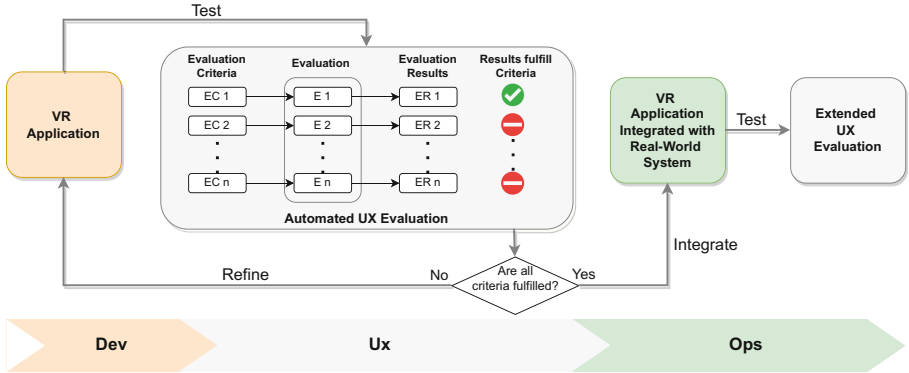 Test
VR
Application
Evaluation
Criteria
Evaluation
Evaluation
Results
Results fulfill
Criteria
EC 1
E 1
ER 1
EC 2
E 2
ER 2
EC n
E n
ER n
Automated UX Evaluation
VR
Application
Integrated with
Real-World
System
Test
Extended
UX
Evaluation
Refine
No
Are all
criteria fulfilled?
Yes
Integrate
Dev
Ux
Ops